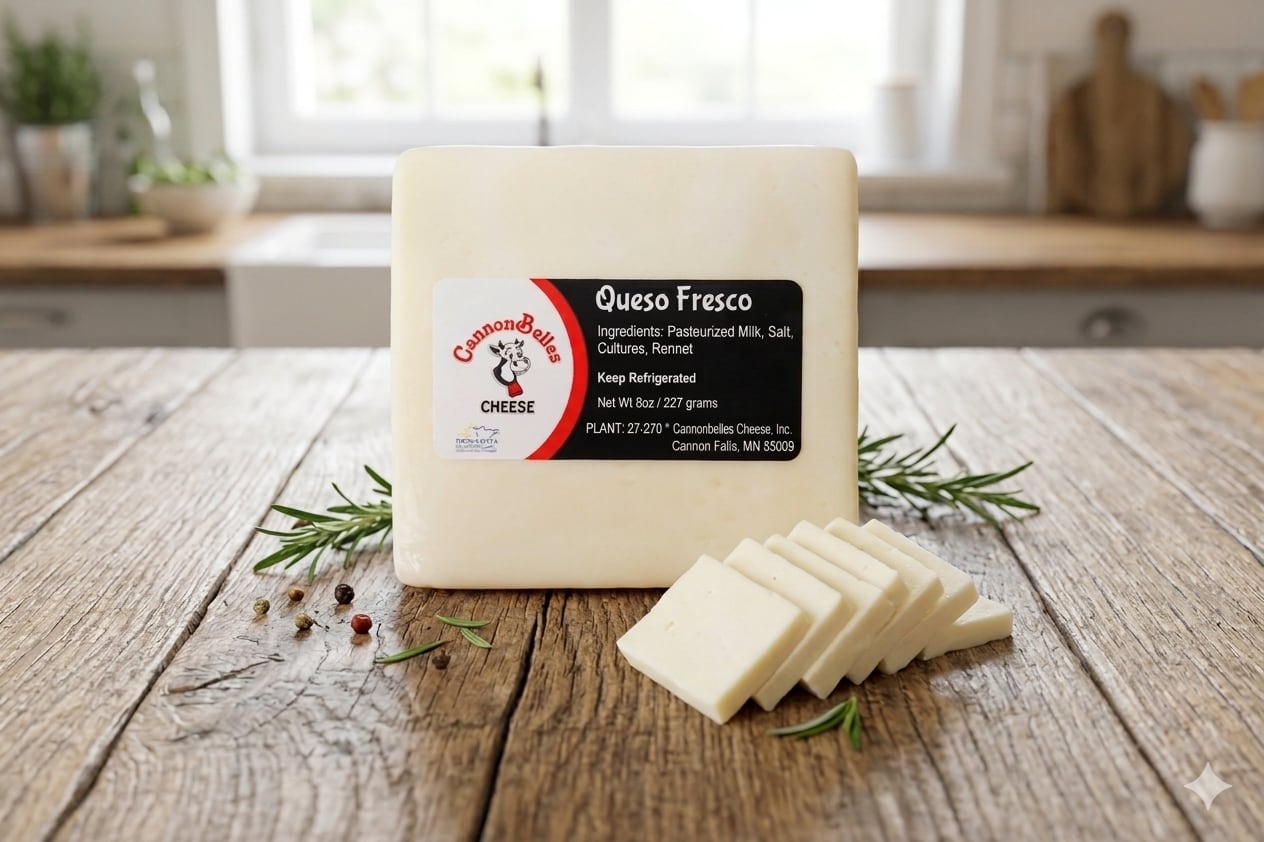 CannonBelles
CHEESE
Queso Fresco
Ingredients: Pasteurized Milk, Salt,
Cultures, Rennet
Keep Refrigerated
Net Wt 8oz / 227 grams
PLANT: 27-270 * Cannonbelles Cheese, Inc.
Cannon Falls, MN 55009